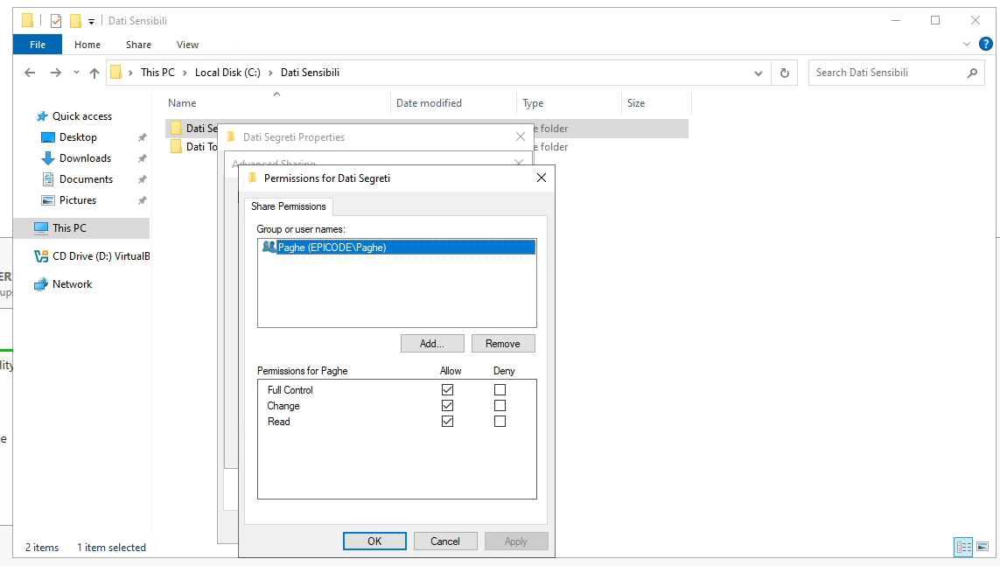 Dati Sensibili
File Home Share View
This PC Local Disk (C:) Dati Sensibili
Search Dati Sensibili
Name Date modified Type Size
Quick access
Desktop
Downloads
Documents
Pictures
This PC
CD Drive (D:) VirtualB
Network
Dati Se
e folder
Dati To
e folder
Dati Segreti Properties
Advanced Sharing
Permissions for Dati Segreti
Share Permissions
Group or user names:
Paghe (EPICODE\Paghe)
Add... Remove
Permissions for Paghe Allow Deny
Full Control
Change
Read
OK Cancel Apply
2 items 1 item selected
ER
ups
lity
e